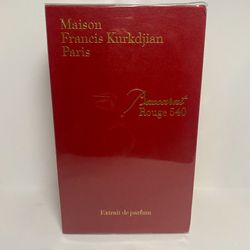 Maison
Francis Kurkdjian
Paris
Baccarat
Rouge 540
Extrait de parfum